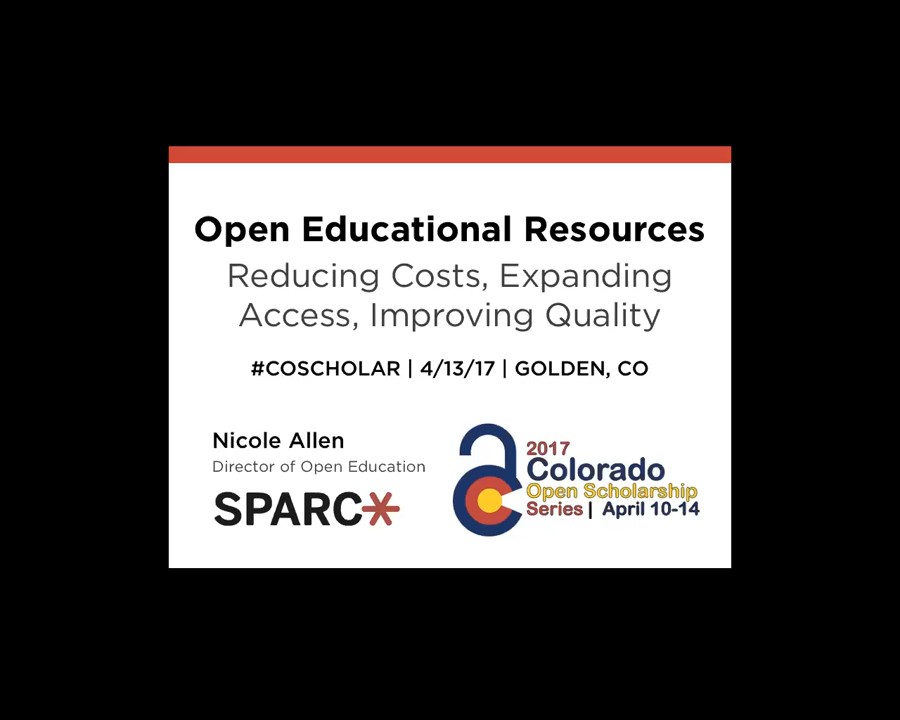 Open Educational Resources
Reducing Costs, Expanding
Access, Improving Quality
#COSCHOLAR | 4/13/17 | GOLDEN, CO
Nicole Allen
Director of Open Education
SPARC
2017
Colorado
Open Scholarship
Series | April 10-14